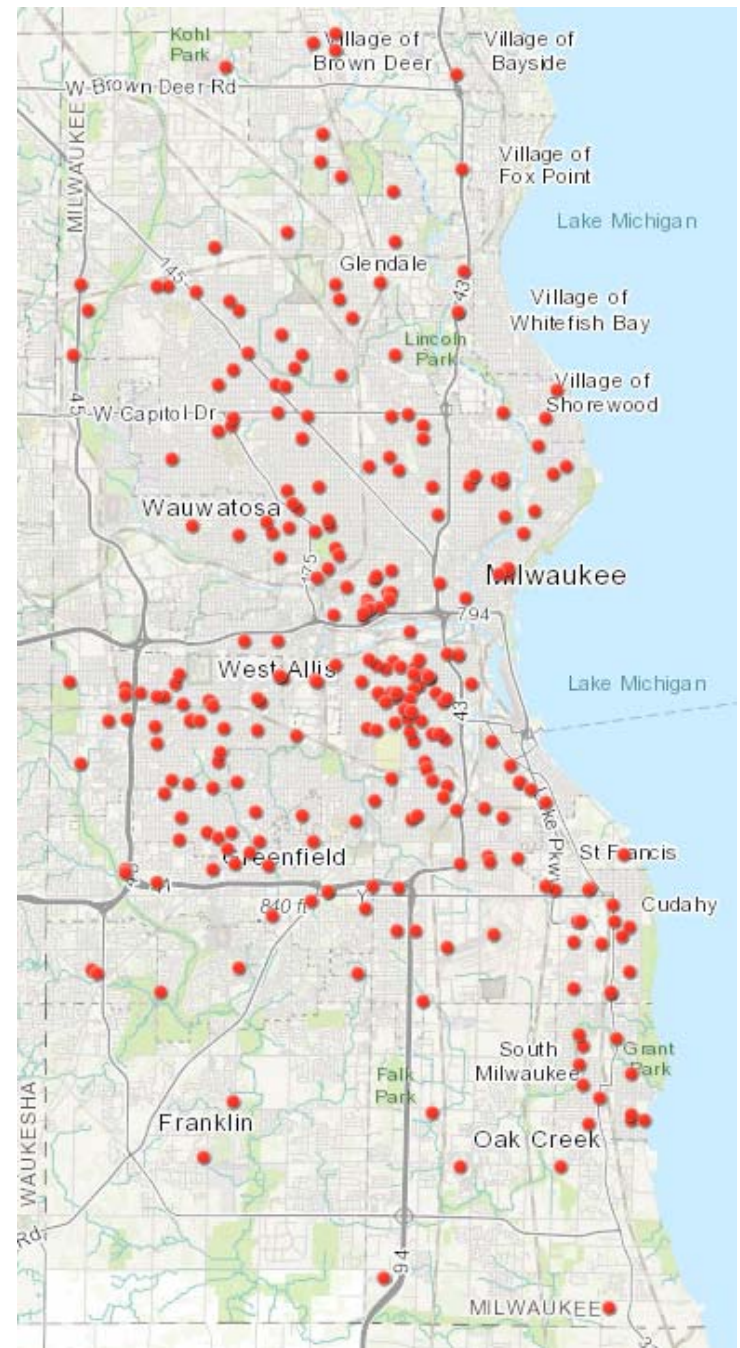 Kohl
Park
Village of
Brown Deer
Village of
Bayside
W Brown Deer Rd
MILWAUKEE
Village of
Fox Point
Lake Michigan
145
Glendale
43
Village of
Whitefish Bay
Lincoln
Park
Village of
Shorewood
45
W Capitol Dr
Wauwatosa
175
Milwaukee
794
West Allis
Lake Michigan
43
Lake Pkwy
St Francis
Greenfield
840 ft
Cudahy
South
Milwaukee
Grant
Park
Falk
Park
WAUKESHA
Franklin
Oak Creek
Rd
94
MILWAUKEE